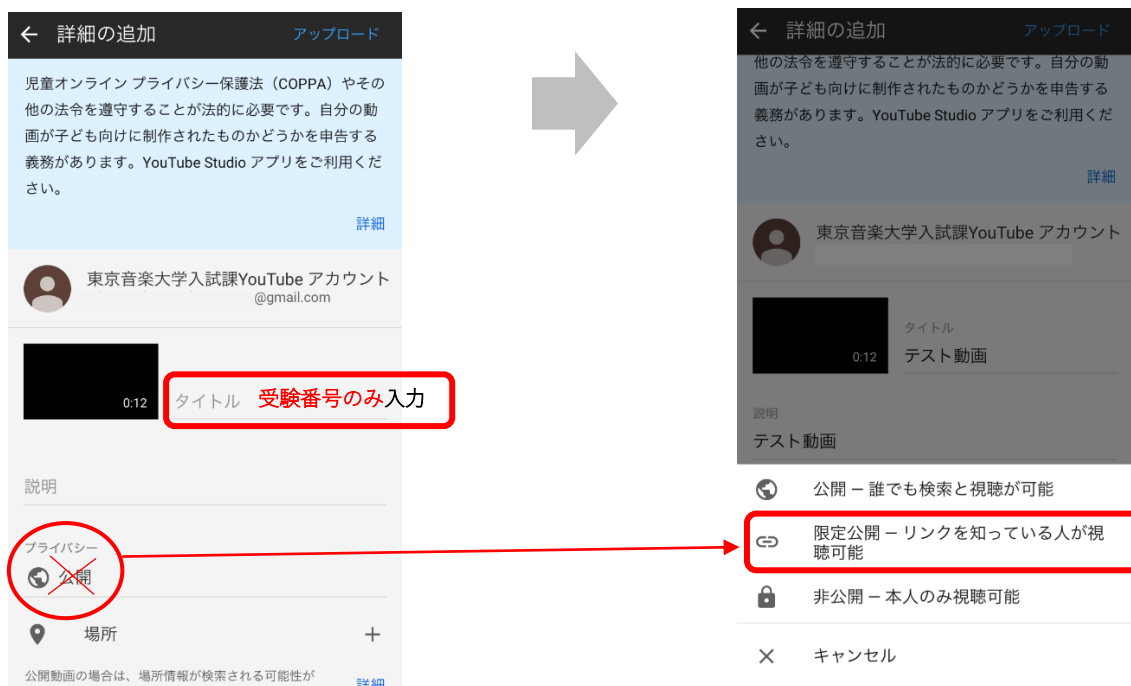 詳細の追加 アップロード
児童オンライン プライバシー保護法（COPPA）やその
他の法令を遵守することが法的に必要です。自分の動
画が子ども向けに制作されたものかどうかを申告する
義務があります。YouTube Studio アプリをご利用くだ
さい。
詳細
東京音楽大学入試課YouTube アカウント
@gmail.com
0:12
タイトル 受験番号のみ入力
説明
プライバシー
公開
場所
公開動画の場合は、場所情報が検索される可能性が
詳細
詳細の追加 アップロード
他の法令を遵守することが法的に必要です。自分の動
画が子ども向けに制作されたものかどうかを申告する
義務があります。YouTube Studio アプリをご利用くだ
さい。
詳細
東京音楽大学入試課YouTube アカウント
0:12
タイトル
テスト動画
説明
テスト動画
公開 – 誰でも検索と視聴が可能
限定公開 – リンクを知っている人が視
聴可能
非公開 – 本人のみ視聴可能
キャンセル